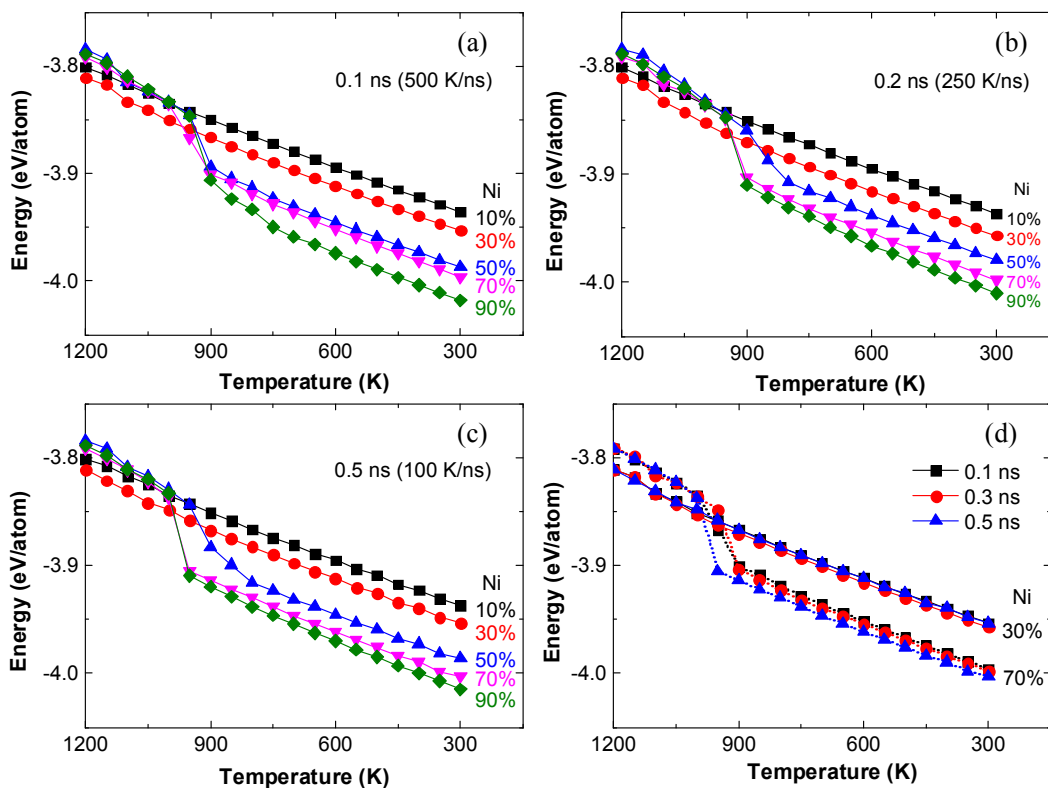 (a)
0.1 ns (500 K/ns)
-3.8
-3.9
-4.0
Energy (eV/atom)
Ni
10%
30%
50%
70%
90%
1200 900 600 300
Temperature (K)
(b)
0.2 ns (250 K/ns)
-3.8
-3.9
-4.0
Energy (eV/atom)
Ni
10%
30%
50%
70%
90%
1200 900 600 300
Temperature (K)
(c)
0.5 ns (100 K/ns)
-3.8
-3.9
-4.0
Energy (eV/atom)
Ni
10%
30%
50%
70%
90%
1200 900 600 300
Temperature (K)
(d)
0.1 ns
0.3 ns
0.5 ns
-3.8
-3.9
-4.0
Energy (eV/atom)
Ni
30%
70%
1200 900 600 300
Temperature (K)